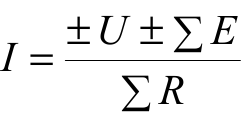 I = (±U ± ∑E) / ∑R